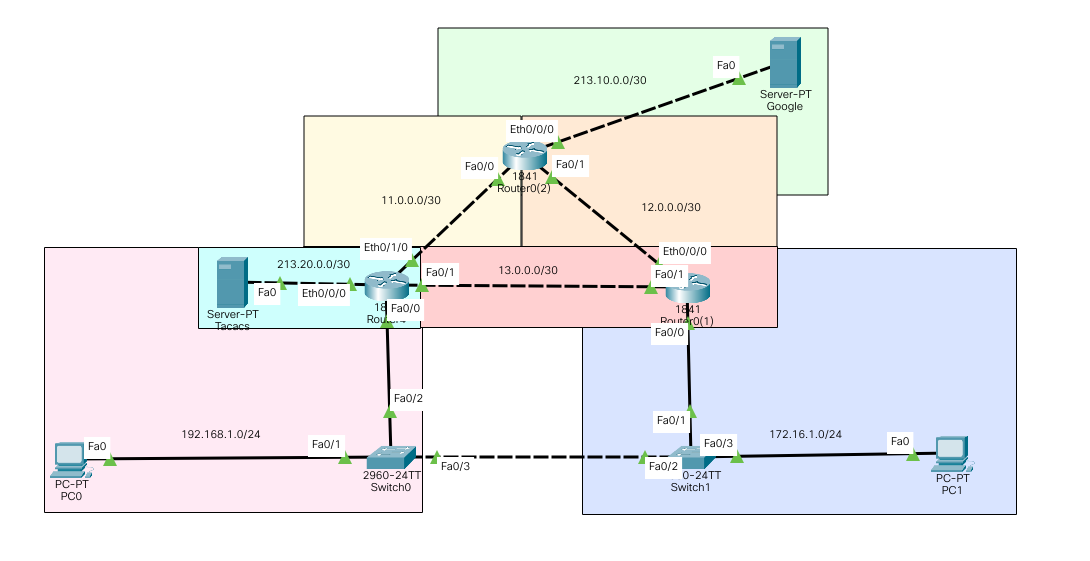 Fa0
213.10.0.0/30
Server-PT
Google
Eth0/0/0
Fa0/0
Fa0/1
1841
Router0(2)
11.0.0.0/30
12.0.0.0/30
Eth0/1/0
Eth0/0/0
213.20.0.0/30
Fa0/1
13.0.0.0/30
Fa0/1
Fa0
Eth0/0/0
Server-PT
Tacacs
Fa0/0
1841
Router0(1)
Fa0/0
Fa0/2
Fa0/1
192.168.1.0/24
Fa0
Fa0/1
Fa0/3
172.16.1.0/24
Fa0
Fa0/3
Fa0/2
PC-PT
PC0
2960-24TT
Switch0
0-24TT
Switch1
PC-PT
PC1